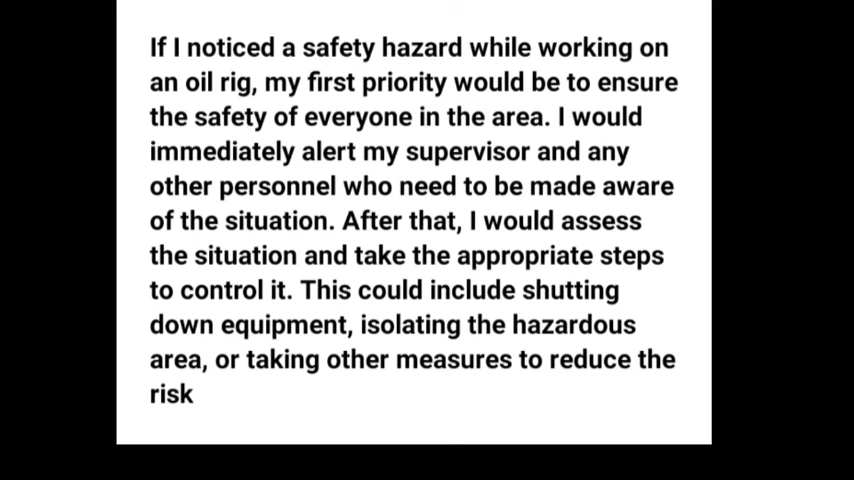 If I noticed a safety hazard while working on
an oil rig, my first priority would be to ensure
the safety of everyone in the area. I would
immediately alert my supervisor and any
other personnel who need to be made aware
of the situation. After that, I would assess
the situation and take the appropriate steps
to control it. This could include shutting
down equipment, isolating the hazardous
area, or taking other measures to reduce the
risk